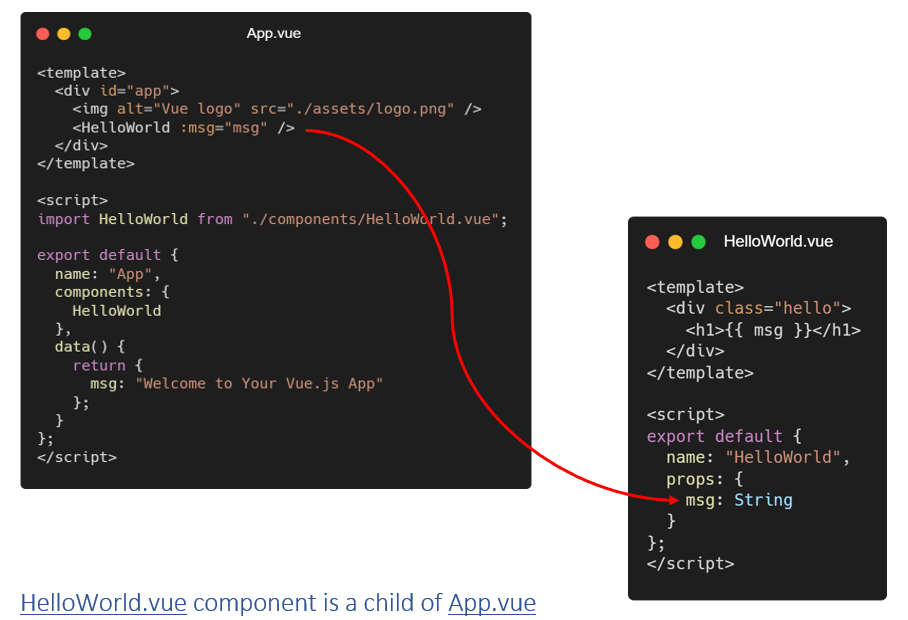 App.vue
<template>
  <div id="app">
    <img alt="Vue logo" src="./assets/logo.png" />
    <HelloWorld :msg="msg" />
  </div>
</template>

<script>
import HelloWorld from "./components/HelloWorld.vue";

export default {
  name: "App",
  components: {
    HelloWorld
  },
  data() {
    return {
      msg: "Welcome to Your Vue.js App"
    };
  }
};
</script>
HelloWorld.vue
<template>
  <div class="hello">
    <h1>{{ msg }}</h1>
  </div>
</template>

<script>
export default {
  name: "HelloWorld",
  props: {
    msg: String
  }
};
</script>
HelloWorld.vue component is a child of App.vue